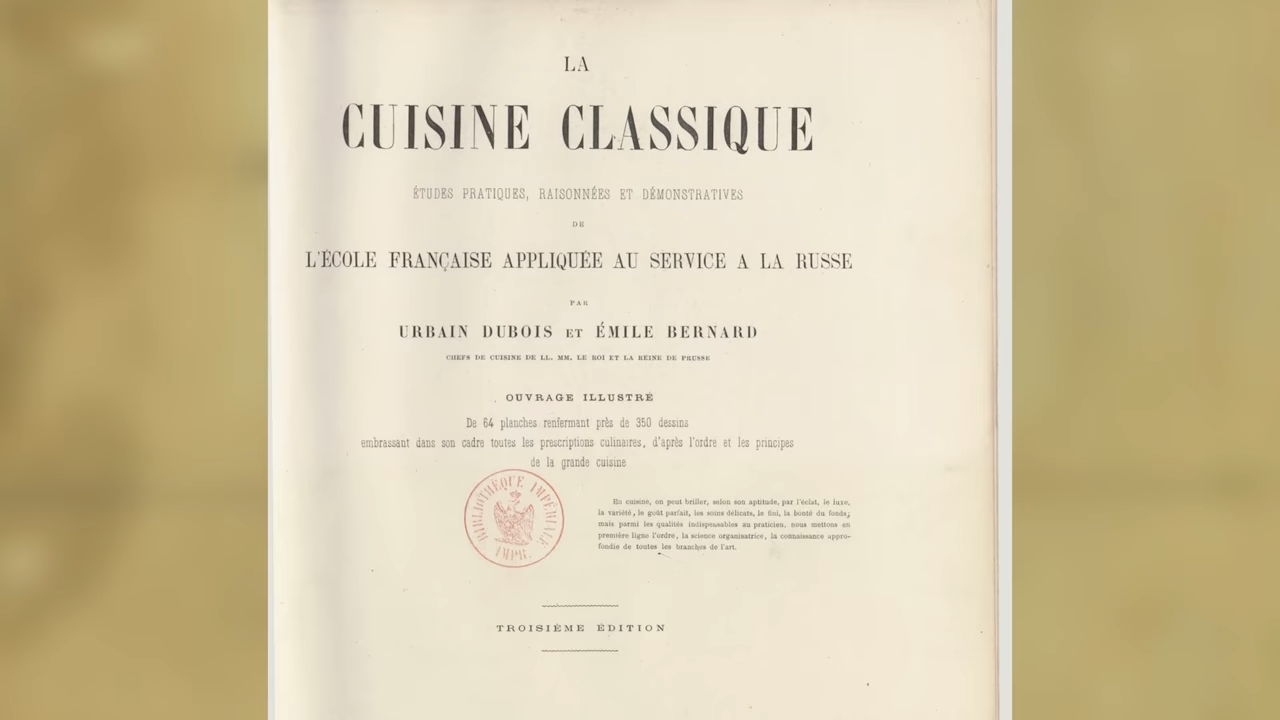 LA
CUISINE CLASSIQUE
ÉTUDES PRATIQUES, RAISONNÉES ET DÉMONSTRATIVES
DE
L'ÉCOLE FRANÇAISE APPLIQUÉE AU SERVICE A LA RUSSE
PAR
URBAIN DUBOIS ET ÉMILE BERNARD
CHEFS DE CUISINE DE LL. MM. LE ROI ET LA REINE DE PRUSSE
OUVRAGE ILLUSTRÉ
De 64 planches renfermant près de 350 dessins
embrassant dans son cadre toutes les prescriptions culinaires, d'après l'ordre et les principes
de la grande cuisine
BIBLIOTHÈQUE IMPÉRIALE
IMPR.
En cuisine, on peut briller, selon son aptitude, par l'éclat, le luxe,
la variété, le goût parfait, les soins délicats, le fini, la bonté du fonds;
mais parmi les qualités indispensables au praticien, nous mettons en
première ligne l'ordre, la science organisatrice, la connaissance appro-
fondie de toutes les branches de l'art.
TROISIÈME ÉDITION